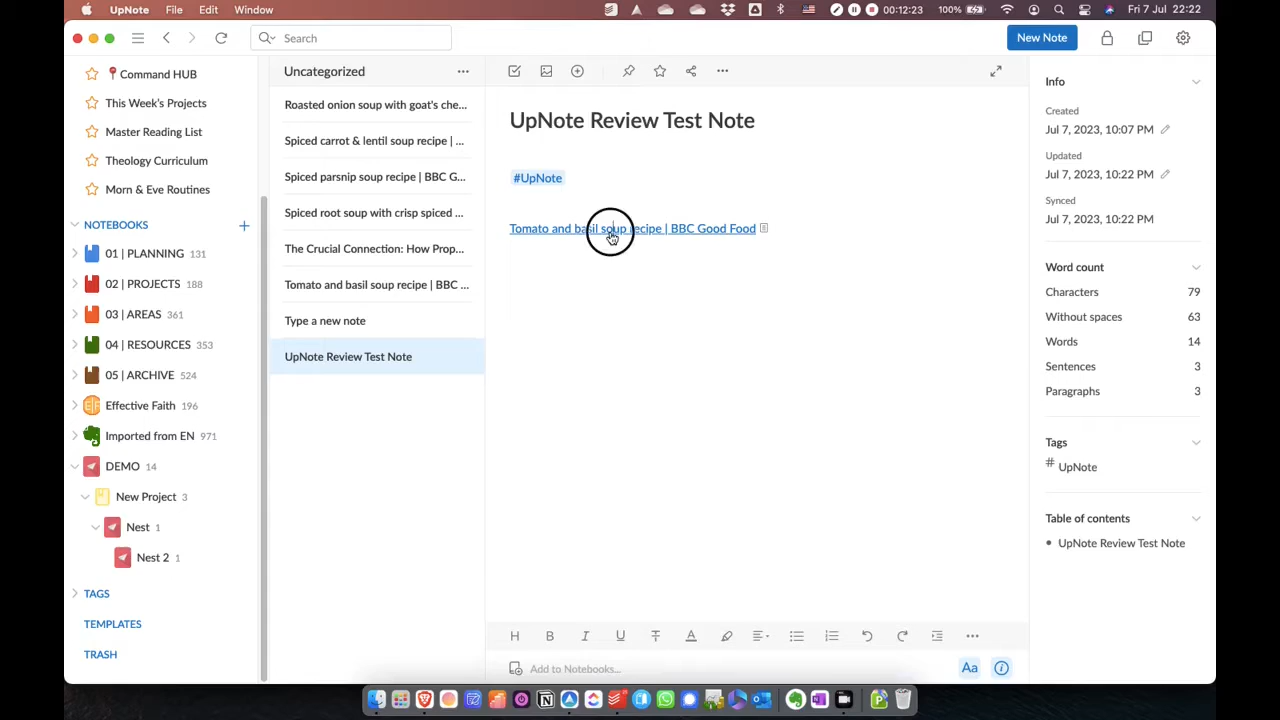 UpNote File Edit Window
00:12:23 100% Fri 7 Jul 22:22
Search
New Note
Command HUB
This Week's Projects
Master Reading List
Theology Curriculum
Morn & Eve Routines
NOTEBOOKS +
01 | PLANNING 131
02 | PROJECTS 188
03 | AREAS 361
04 | RESOURCES 353
05 | ARCHIVE 524
Effective Faith 196
Imported from EN 971
DEMO 14
New Project 3
Nest 1
Nest 2 1
TAGS
TEMPLATES
TRASH
Uncategorized
Roasted onion soup with goat's che...
Spiced carrot & lentil soup recipe | ...
Spiced parsnip soup recipe | BBC G...
Spiced root soup with crisp spiced ...
The Crucial Connection: How Prop...
Tomato and basil soup recipe | BBC ...
Type a new note
UpNote Review Test Note
UpNote Review Test Note
#UpNote
Tomato and basil soup recipe | BBC Good Food
H B I U T A
Add to Notebooks...
Aa
Info
Created
Jul 7, 2023, 10:07 PM
Updated
Jul 7, 2023, 10:22 PM
Synced
Jul 7, 2023, 10:22 PM
Word count
Characters 79
Without spaces 63
Words 14
Sentences 3
Paragraphs 3
Tags
# UpNote
Table of contents
• UpNote Review Test Note